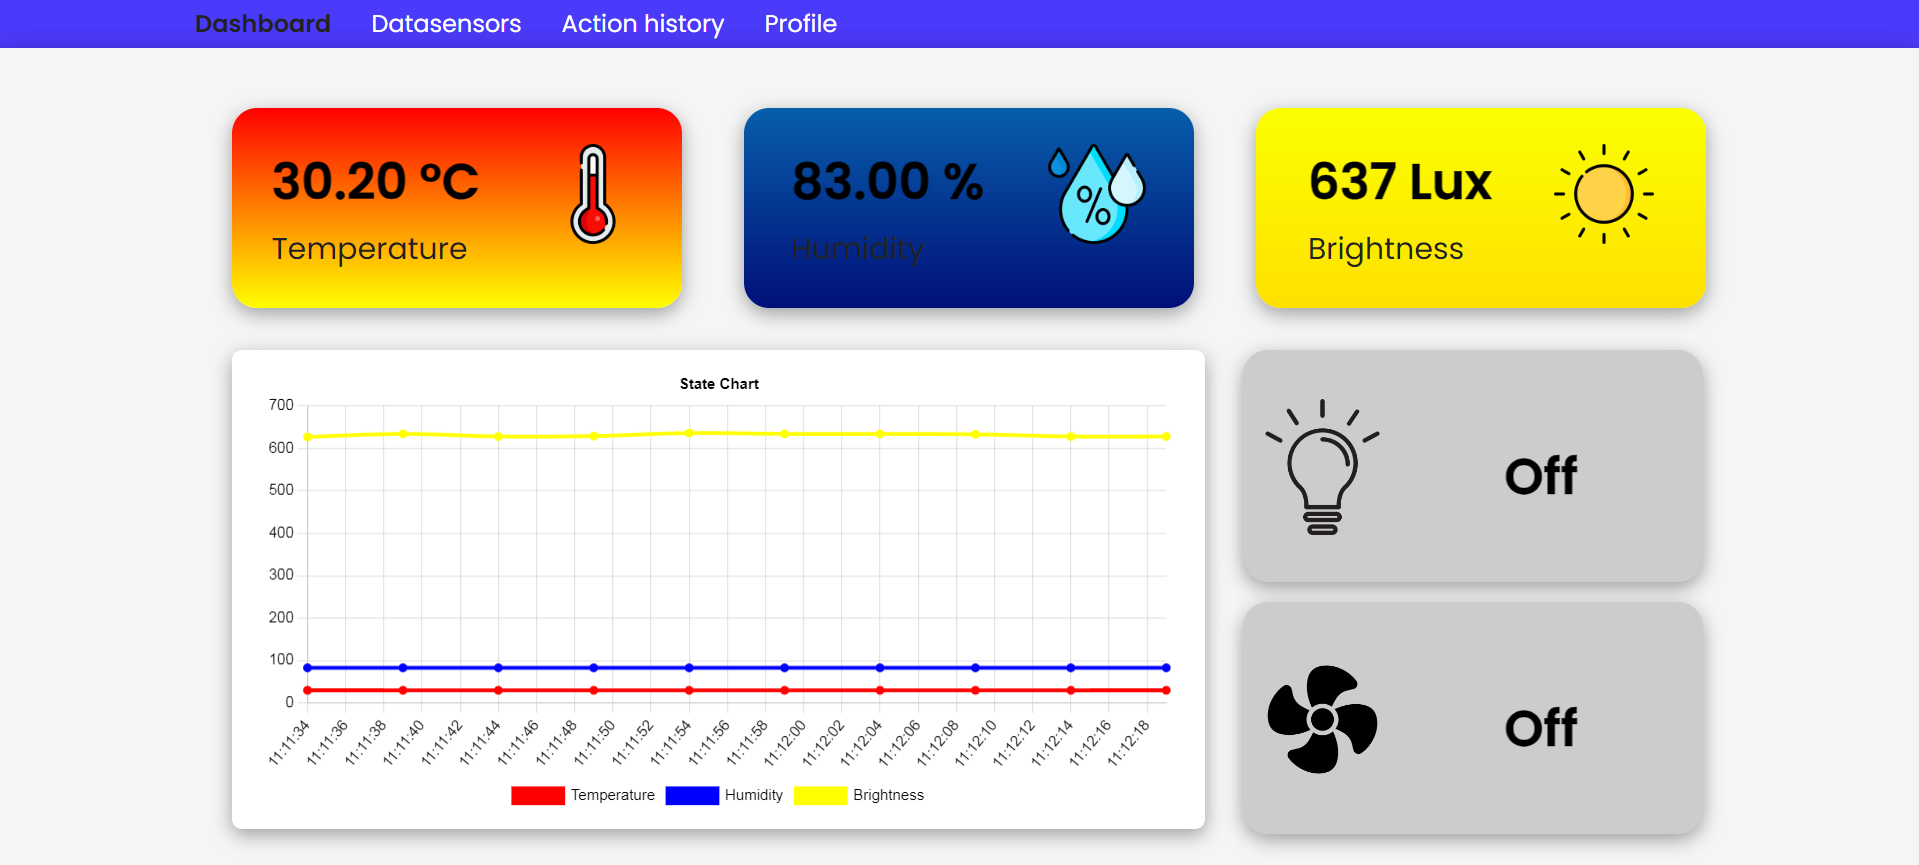 Dashboard Datasensors Action history Profile
30.20 °C
Temperature
83.00 %
Humidity
637 Lux
Brightness
State Chart
700
600
500
400
300
200
100
0
11:11:34 11:11:36 11:11:38 11:11:40 11:11:42 11:11:44 11:11:46 11:11:48 11:11:50 11:11:52 11:11:54 11:11:56 11:11:58 11:12:00 11:12:02 11:12:04 11:12:06 11:12:08 11:12:10 11:12:12 11:12:14 11:12:16 11:12:18
Temperature Humidity Brightness
Off
Off